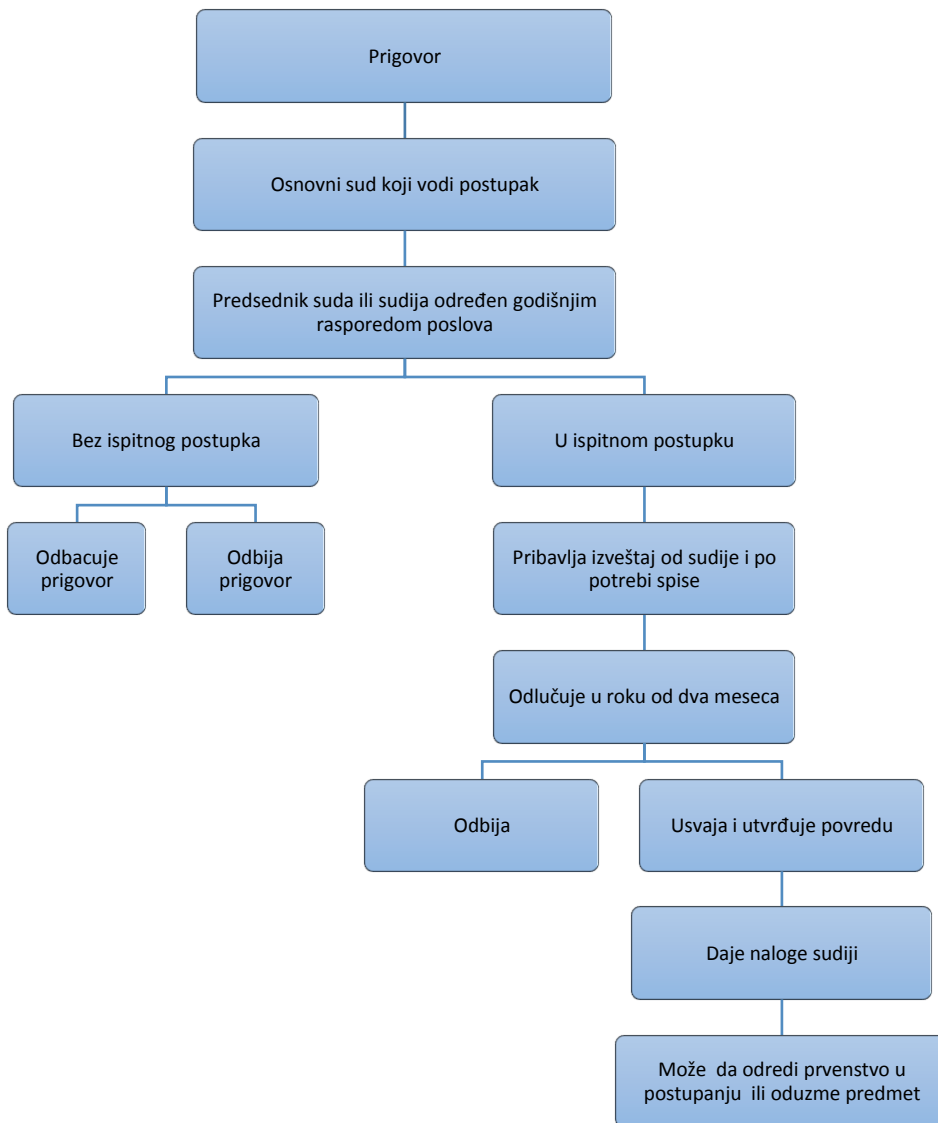 Prigovor
Osnovni sud koji vodi postupak
Predsednik suda ili sudija određen godišnjim
rasporedom poslova
Bez ispitnog postupka
U ispitnom postupku
Odbacuje
prigovor
Odbija
prigovor
Pribavlja izveštaj od sudije i po
potrebi spise
Odlučuje u roku od dva meseca
Odbija
Usvaja i utvrđuje povredu
Daje naloge sudiji
Može da odredi prvenstvo u
postupanju ili oduzme predmet